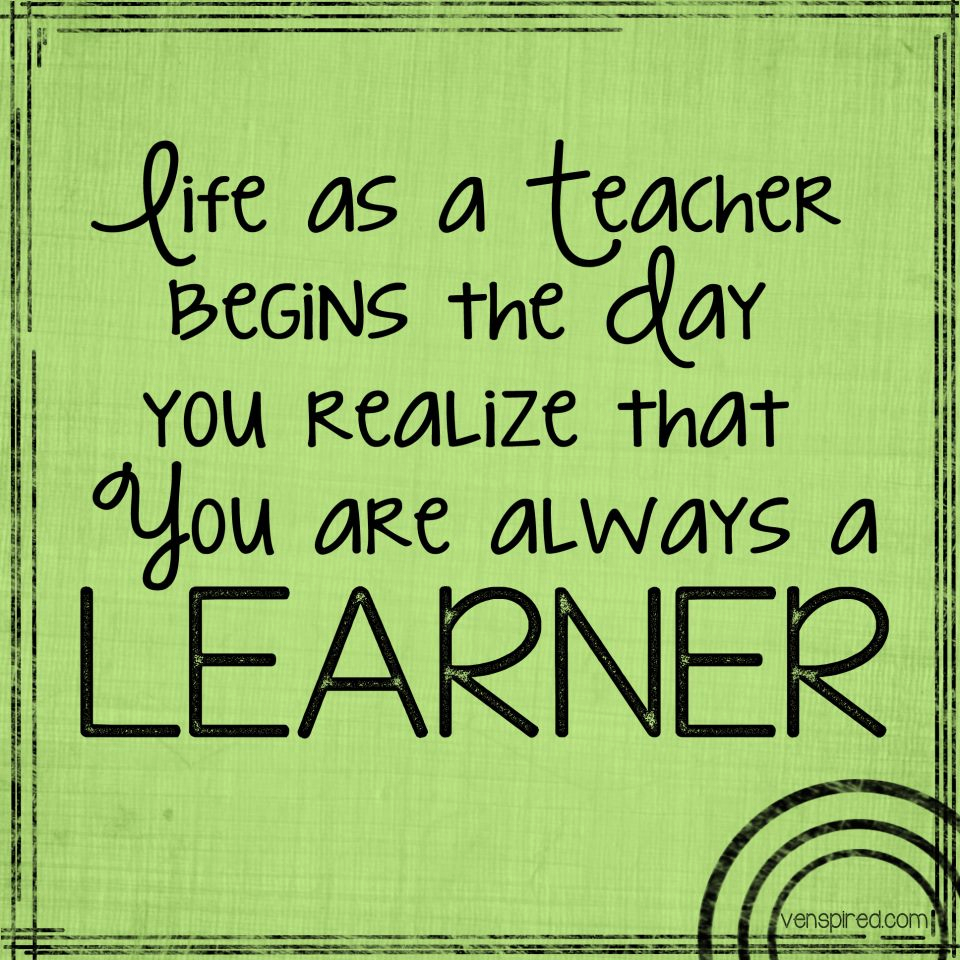 Life as a Teacher
begins the day
you realize that
You are always a
LEARNER
venspired.com